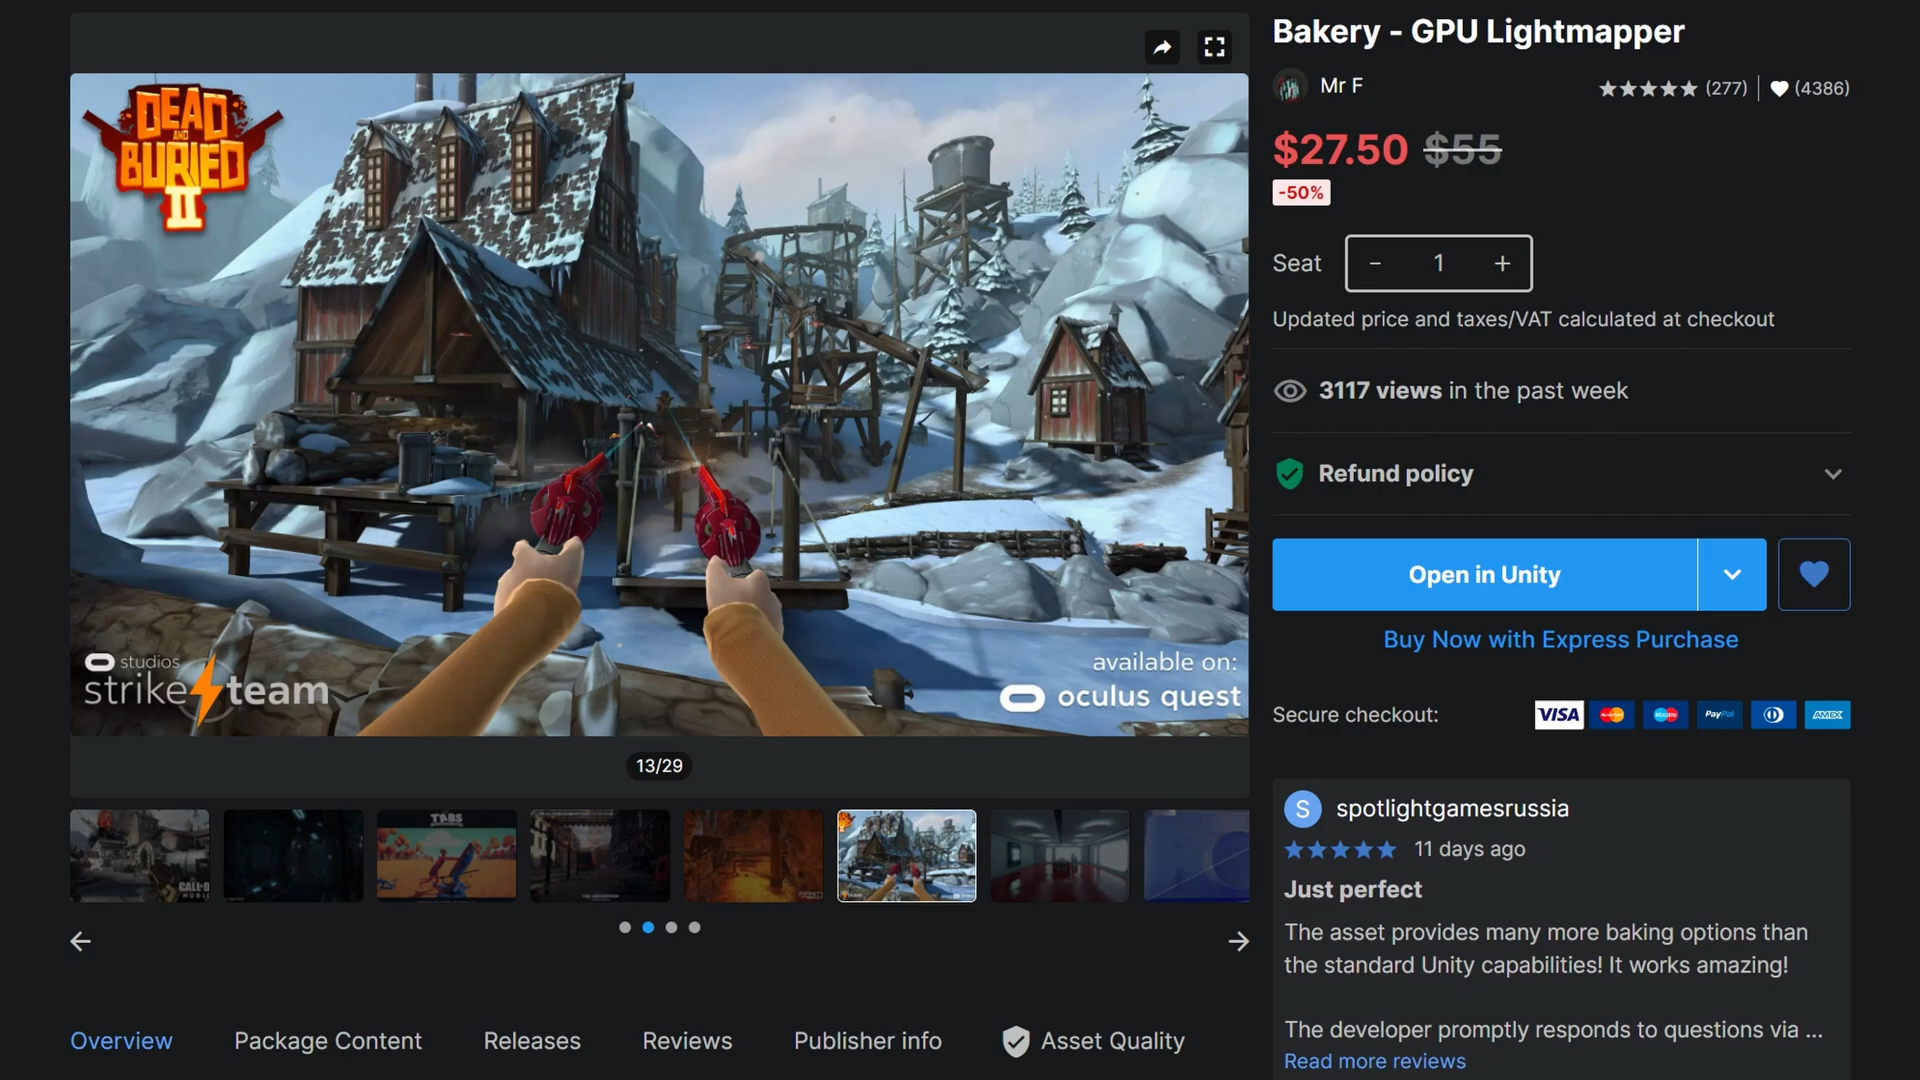 Bakery - GPU Lightmapper
Mr F
(277)
(4386)
$27.50 $55
-50%
Seat - 1 +
Updated price and taxes/VAT calculated at checkout
3117 views in the past week
Refund policy
Open in Unity
Buy Now with Express Purchase
Secure checkout:
VISA
PayPal
AMEX
S spotlightgamesrussia
11 days ago
Just perfect
The asset provides many more baking options than
the standard Unity capabilities! It works amazing!
The developer promptly responds to questions via ...
Read more reviews
DEAD
AND
BURIED
II
studios
strike team
available on:
oculus quest
13/29
TABS
Overview
Package Content
Releases
Reviews
Publisher info
Asset Quality